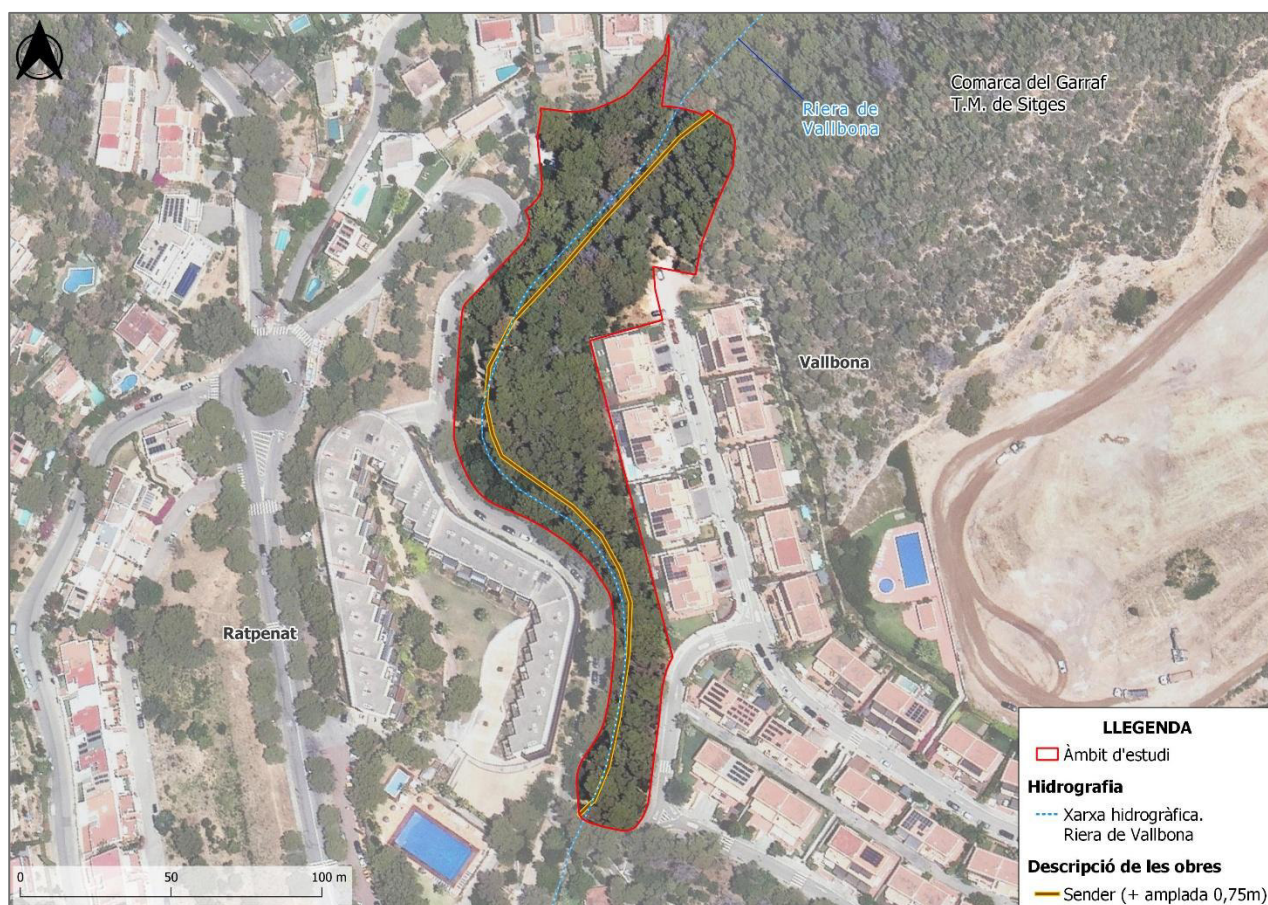 Comarca del Garraf
T.M. de Sitges
Riera de
Vallbona
Vallbona
Ratpenat
LLEGENDA
Àmbit d'estudi
Hidrografia
Xarxa hidrogràfica.
Riera de Vallbona
Descripció de les obres
Sender (+ amplada 0,75m)
0 50 100 m